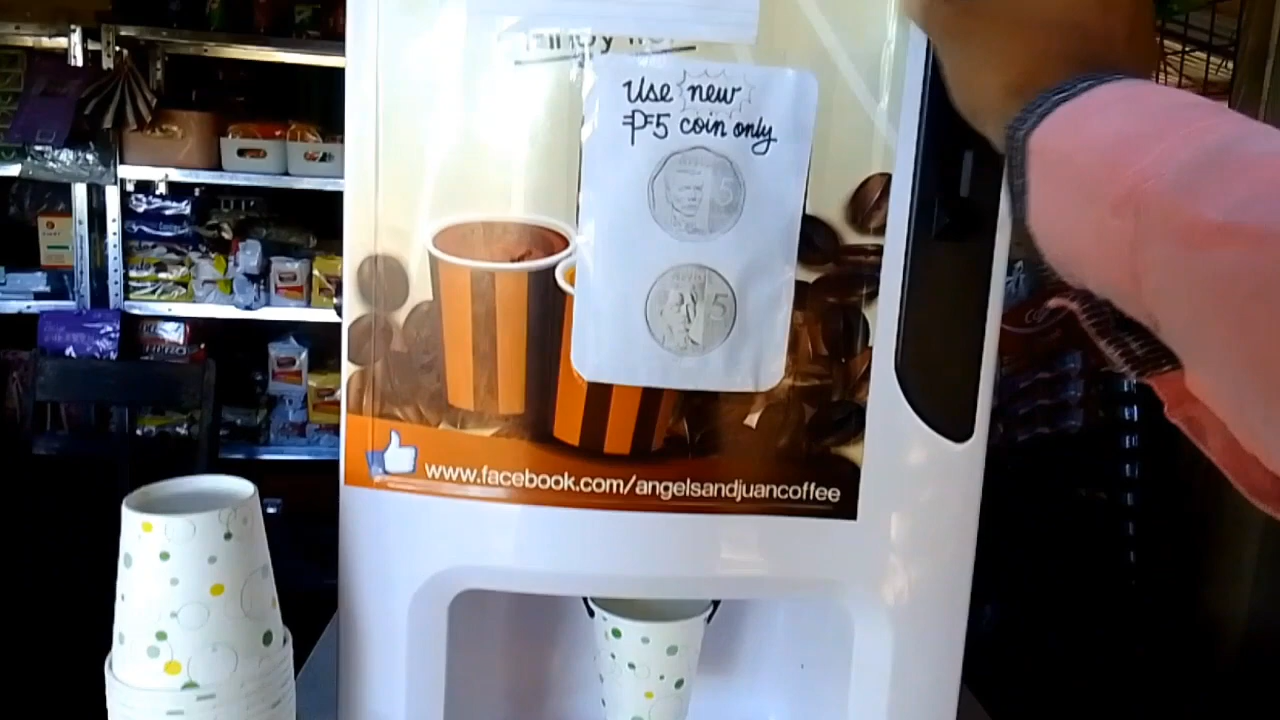 Use new
₱5 coin only
5
5
www.facebook.com/angelsandjuancoffee